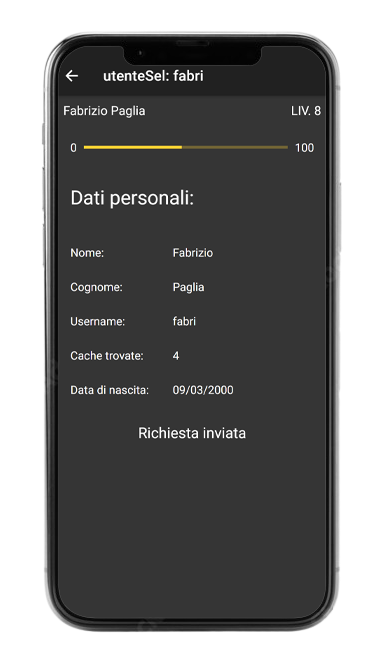 utenteSel: fabri
Fabrizio Paglia LIV. 8
0 100
Dati personali:
Nome: Fabrizio
Cognome: Paglia
Username: fabri
Cache trovate: 4
Data di nascita: 09/03/2000
Richiesta inviata